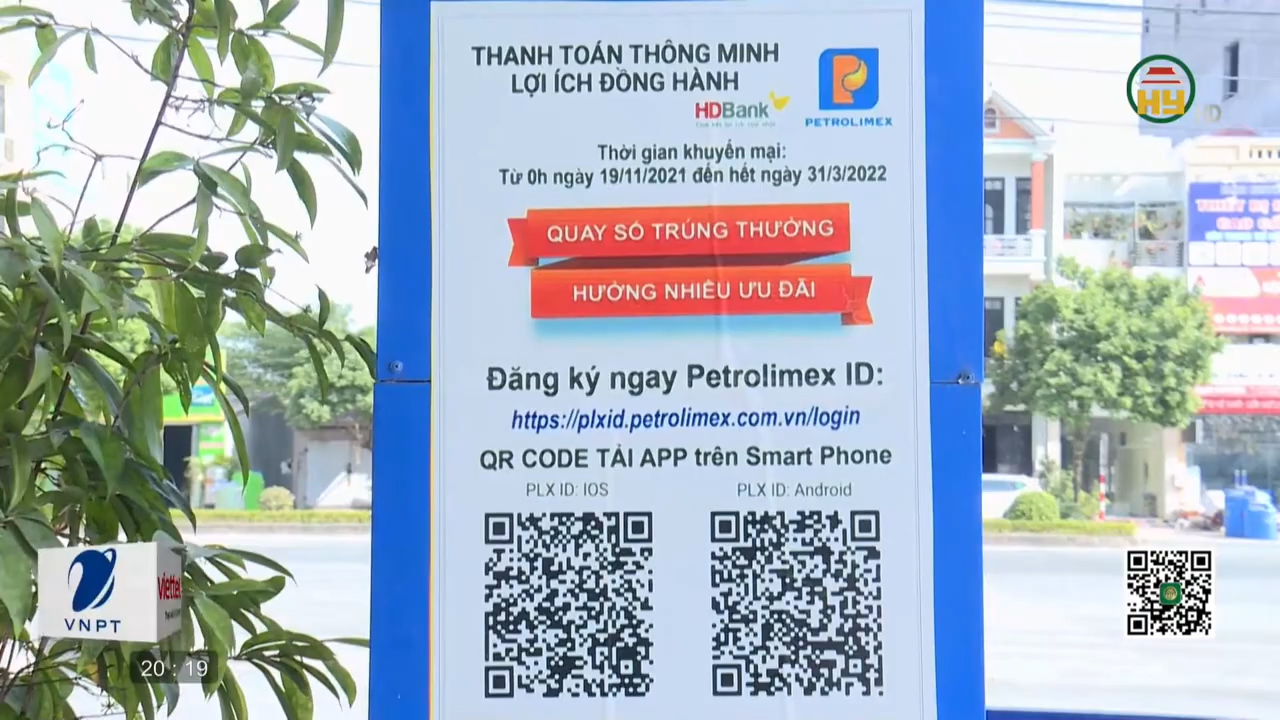 THANH TOÁN THÔNG MINH
LỢI ÍCH ĐỒNG HÀNH
HDBank
PETROLIMEX
Thời gian khuyến mại:
Từ 0h ngày 19/11/2021 đến hết ngày 31/3/2022
QUAY SỐ TRÚNG THƯỞNG
HƯỞNG NHIỀU ƯU ĐÃI
Đăng ký ngay Petrolimex ID:
https://plxid.petrolimex.com.vn/login
QR CODE TẢI APP trên Smart Phone
PLX ID: IOS
PLX ID: Android
HY
VNPT
viettel
20 : 19